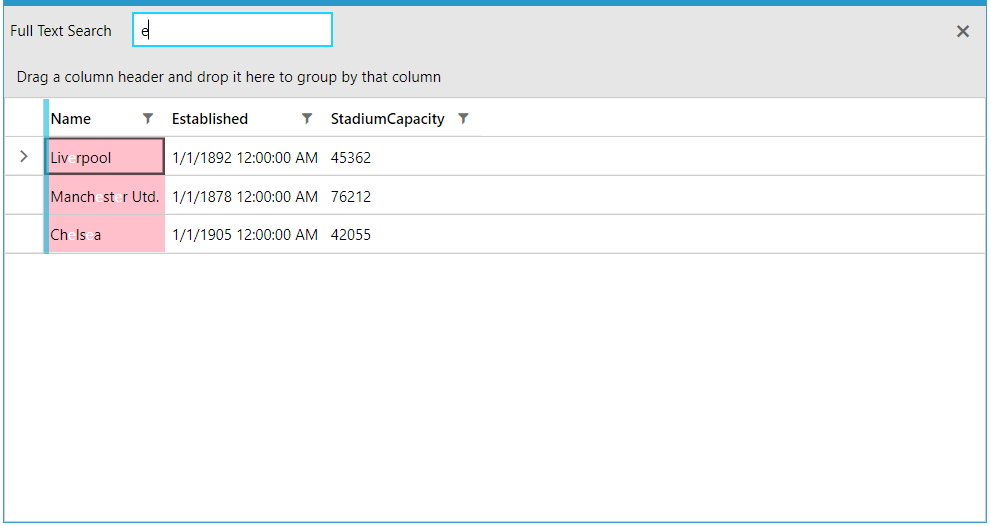 Full Text Search e
Drag a column header and drop it here to group by that column
Name Established StadiumCapacity
Liverpool 1/1/1892 12:00:00 AM 45362
Manchester Utd. 1/1/1878 12:00:00 AM 76212
Chelsea 1/1/1905 12:00:00 AM 42055